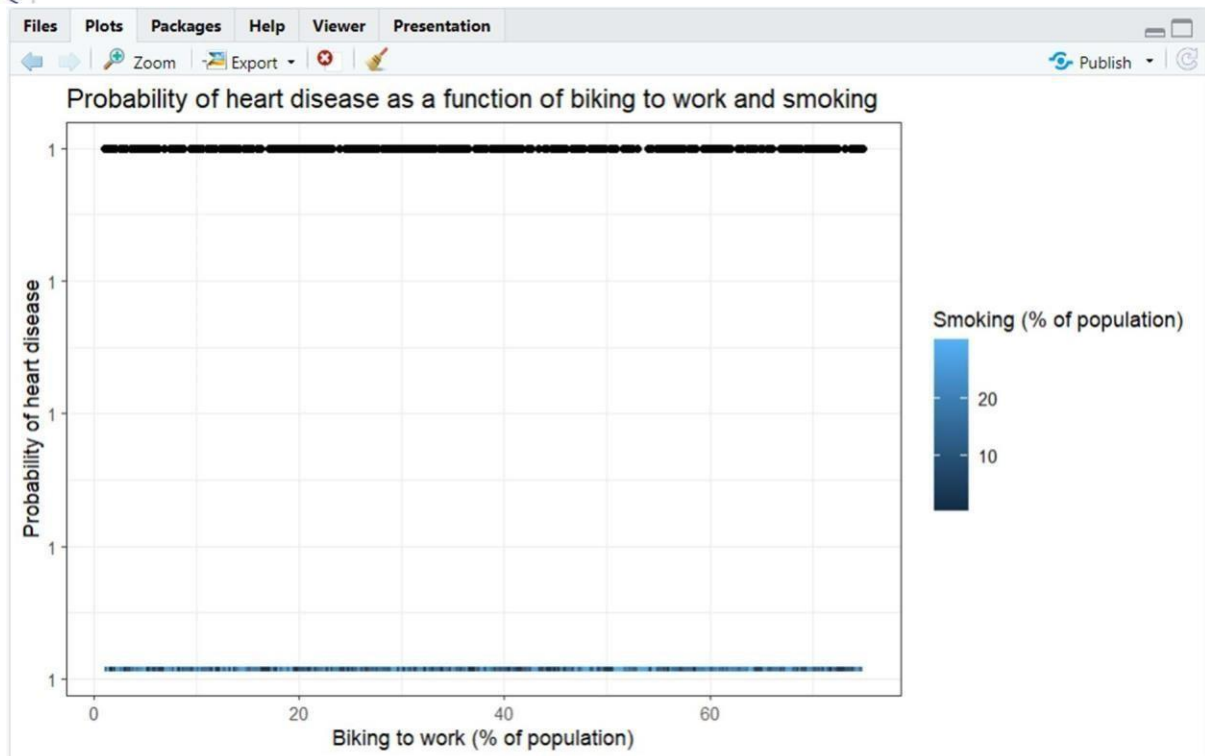 Files Plots Packages Help Viewer Presentation
Zoom Export Publish
Probability of heart disease as a function of biking to work and smoking
1
1
1
1
1
Probability of heart disease
0 20 40 60
Biking to work (% of population)
Smoking (% of population)
20
10